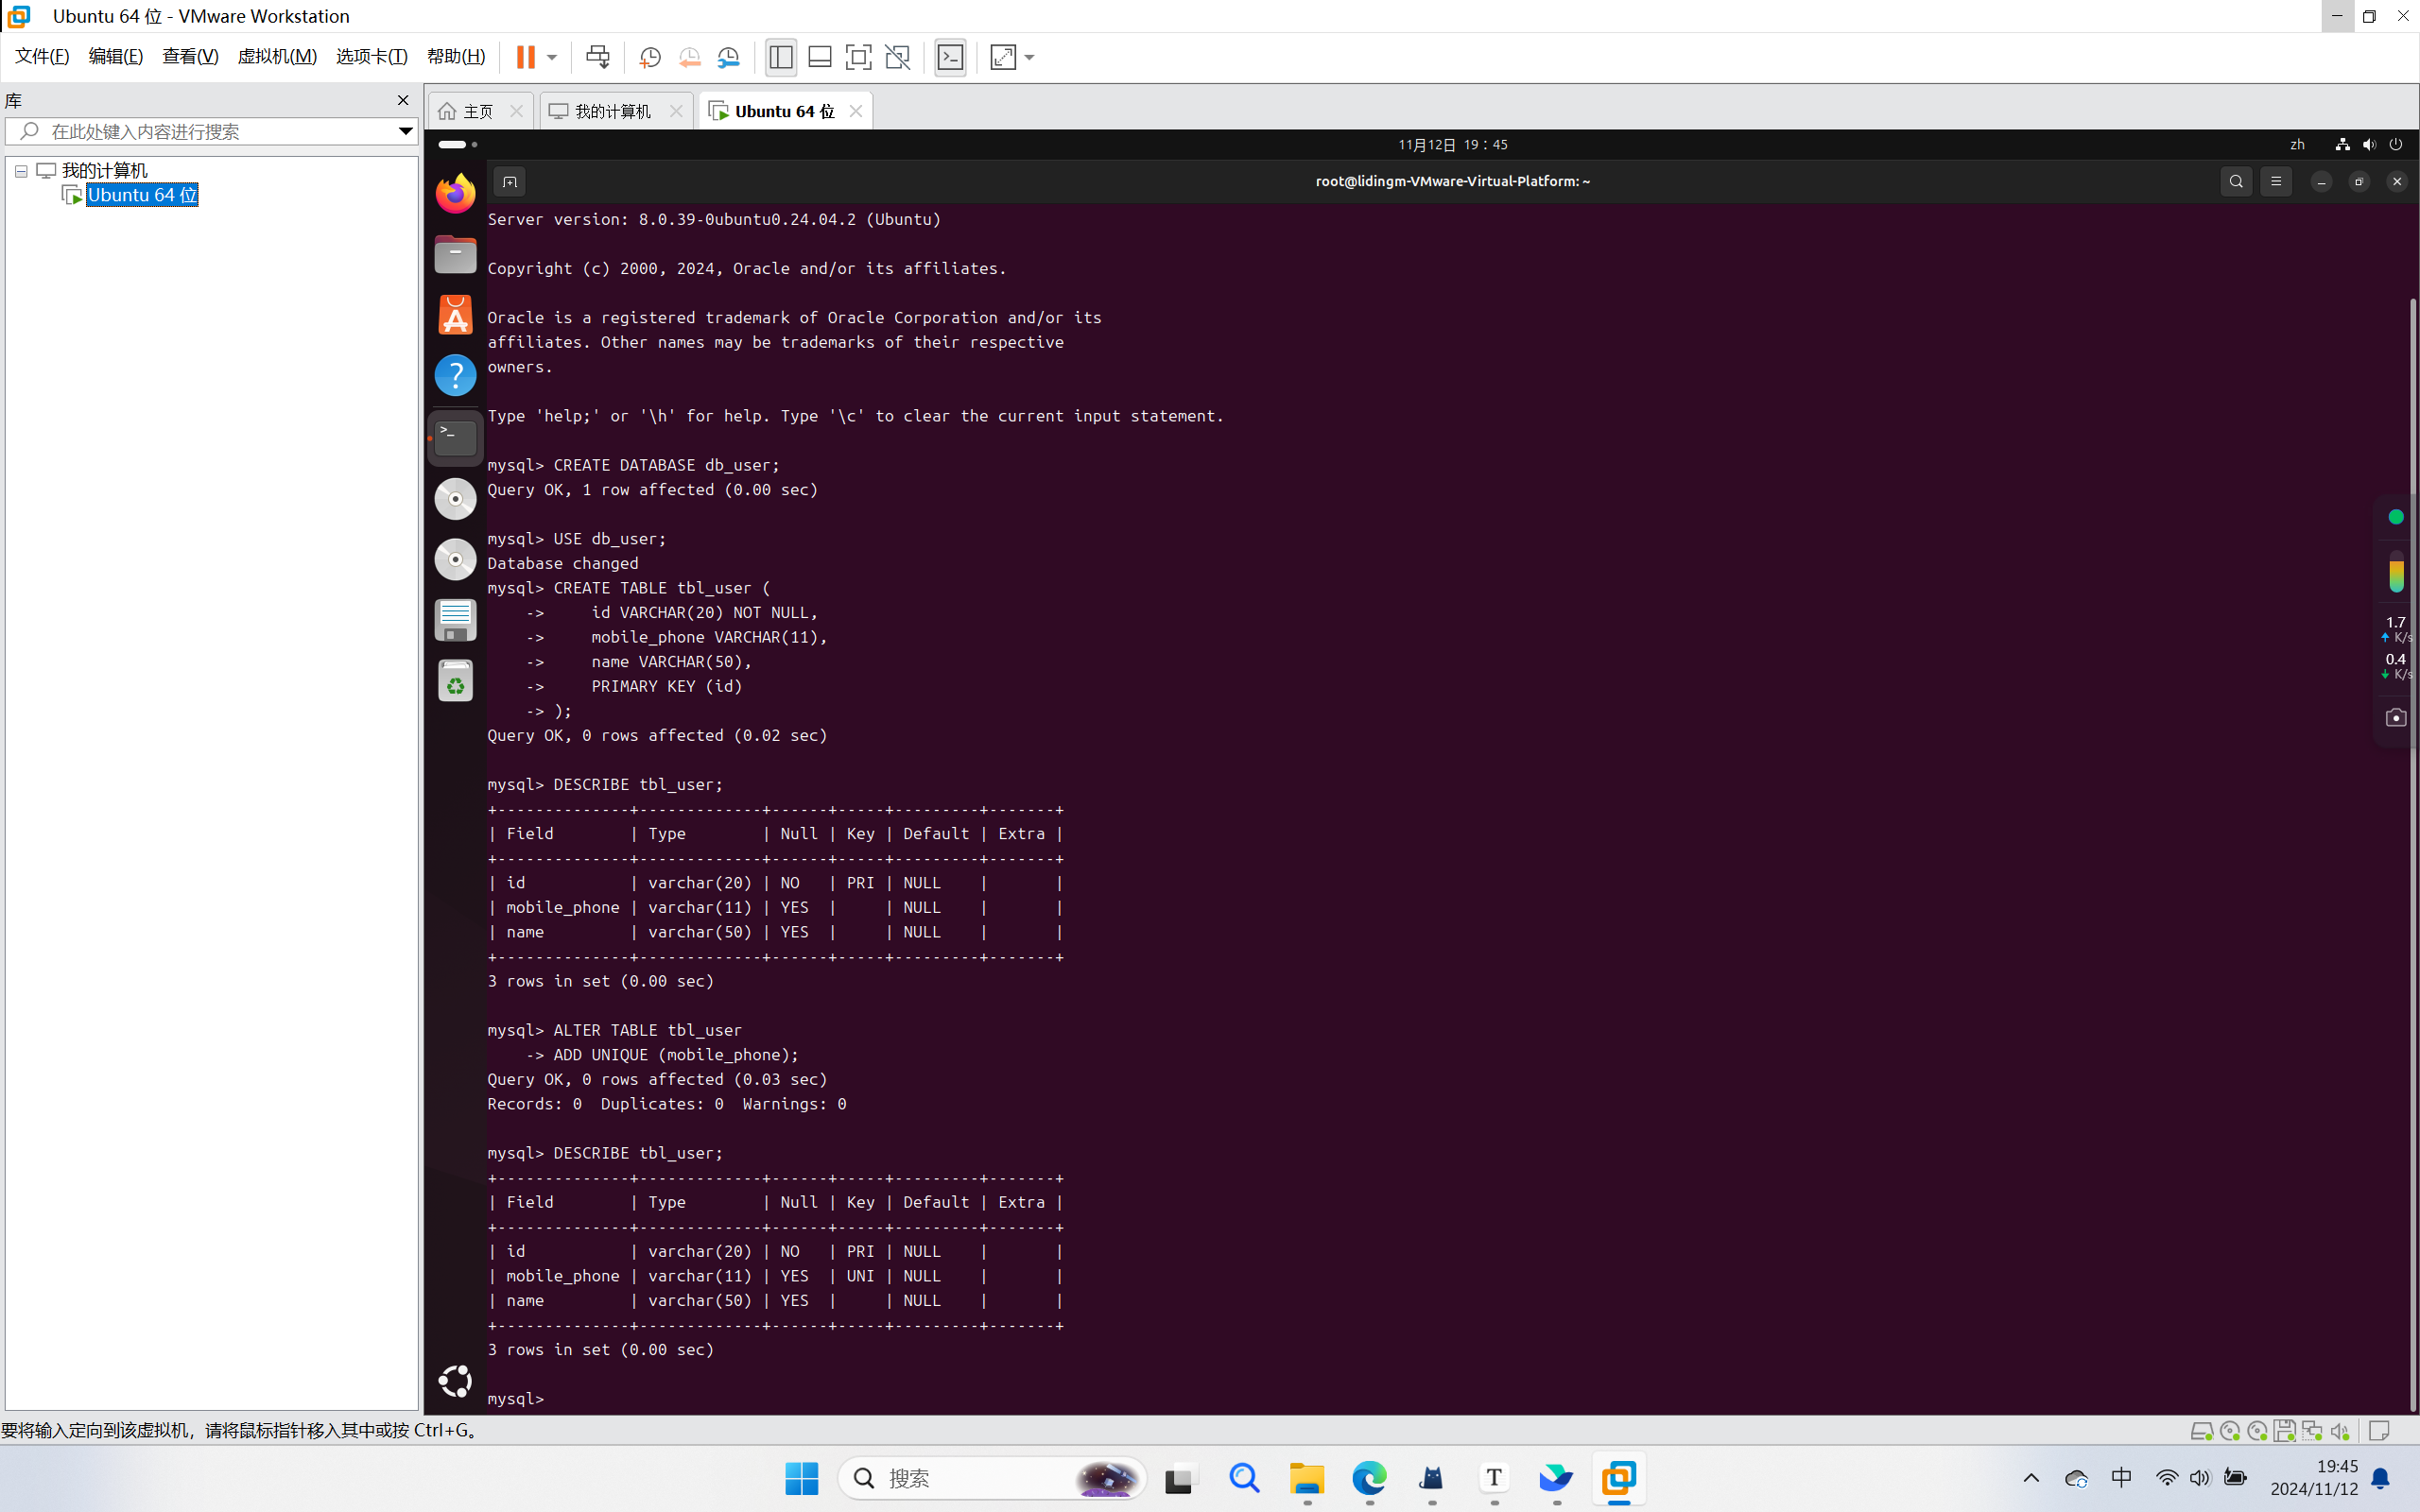 Ubuntu 64 位 - VMware Workstation
文件(F) 编辑(E) 查看(V) 虚拟机(M) 选项卡(T) 帮助(H)
库
在此处键入内容进行搜索
我的计算机
Ubuntu 64 位
主页 我的计算机 Ubuntu 64 位
11月12日 19：45 zh
root@lidingm-VMware-Virtual-Platform: ~
Server version: 8.0.39-0ubuntu0.24.04.2 (Ubuntu)
Copyright (c) 2000, 2024, Oracle and/or its affiliates.
Oracle is a registered trademark of Oracle Corporation and/or its
affiliates. Other names may be trademarks of their respective
owners.
Type 'help;' or '\h' for help. Type '\c' to clear the current input statement.
mysql> CREATE DATABASE db_user;
Query OK, 1 row affected (0.00 sec)
mysql> USE db_user;
Database changed
mysql> CREATE TABLE tbl_user (
    ->     id VARCHAR(20) NOT NULL,
    ->     mobile_phone VARCHAR(11),
    ->     name VARCHAR(50),
    ->     PRIMARY KEY (id)
    -> );
Query OK, 0 rows affected (0.02 sec)
mysql> DESCRIBE tbl_user;
+--------------+-------------+------+-----+---------+-------+
| Field        | Type        | Null | Key | Default | Extra |
+--------------+-------------+------+-----+---------+-------+
| id           | varchar(20) | NO   | PRI | NULL    |       |
| mobile_phone | varchar(11) | YES  |     | NULL    |       |
| name         | varchar(50) | YES  |     | NULL    |       |
+--------------+-------------+------+-----+---------+-------+
3 rows in set (0.00 sec)
mysql> ALTER TABLE tbl_user
    -> ADD UNIQUE (mobile_phone);
Query OK, 0 rows affected (0.03 sec)
Records: 0  Duplicates: 0  Warnings: 0
mysql> DESCRIBE tbl_user;
+--------------+-------------+------+-----+---------+-------+
| Field        | Type        | Null | Key | Default | Extra |
+--------------+-------------+------+-----+---------+-------+
| id           | varchar(20) | NO   | PRI | NULL    |       |
| mobile_phone | varchar(11) | YES  | UNI | NULL    |       |
| name         | varchar(50) | YES  |     | NULL    |       |
+--------------+-------------+------+-----+---------+-------+
3 rows in set (0.00 sec)
mysql>
1.7
K/s
0.4
K/s
要将输入定向到该虚拟机，请将鼠标指针移入其中或按 Ctrl+G。
搜索
T
中
19:45
2024/11/12